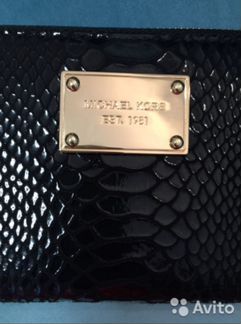 MICHAEL KORS
EST. 1981
Avito